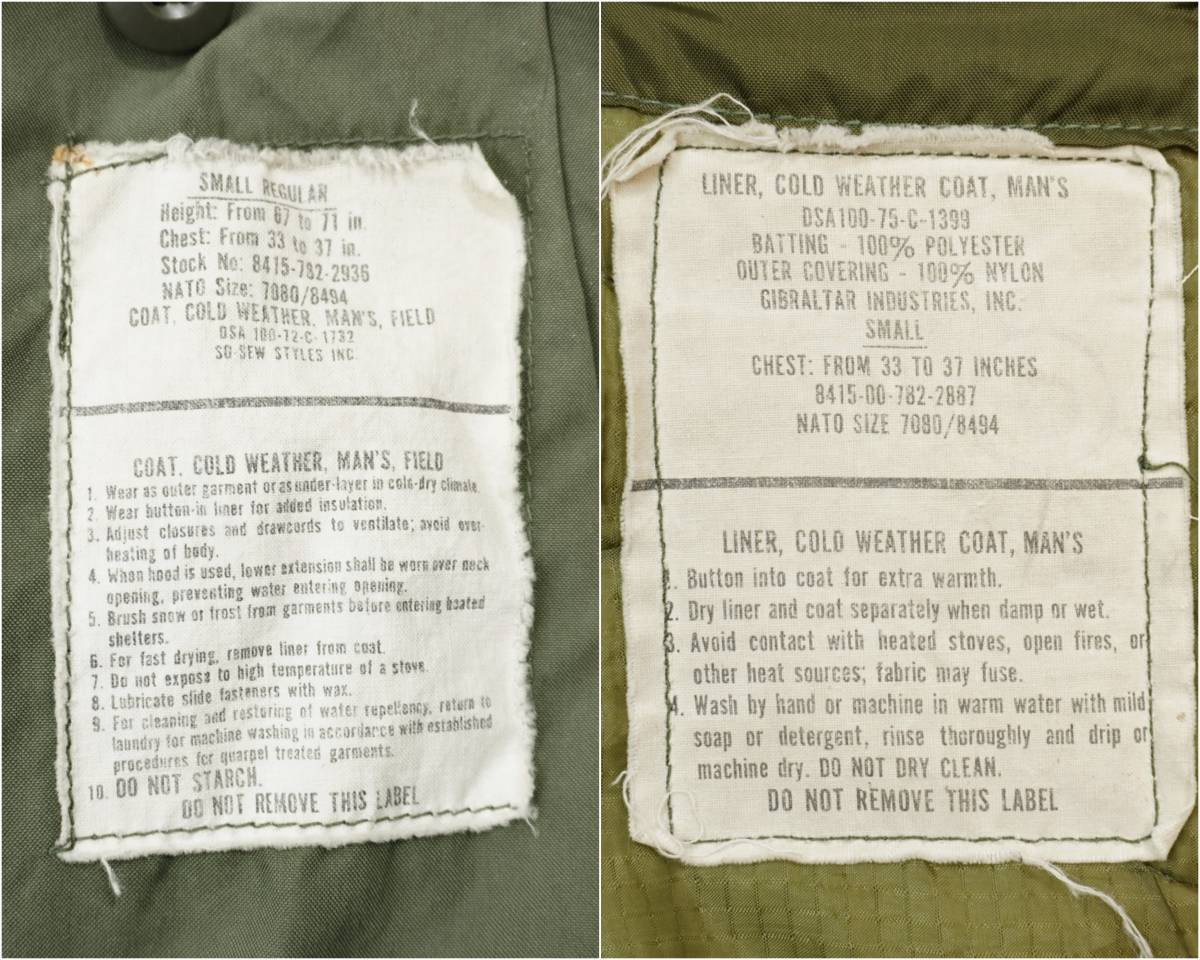 SMALL REGULAR
Height: From 67 to 71 in.
Chest: From 33 to 37 in.
Stock No: 8415-782-2936
NATO Size: 7080/8494
COAT, COLD WEATHER, MAN'S, FIELD
DSA 100-72-C-1732
SO-SEW STYLES INC.
COAT, COLD WEATHER, MAN'S, FIELD
1. Wear as outer garment or as under-layer in cold-dry climate.
2. Wear button-in liner for added insulation.
3. Adjust closures and drawcords to ventilate; avoid over-
heating of body.
4. When hood is used, lower extension shall be worn over neck
opening, preventing water entering opening.
5. Brush snow or frost from garments before entering heated
shelters.
6. For fast drying, remove liner from coat.
7. Do not expose to high temperature of a stove.
8. Lubricate slide fasteners with wax.
9. For cleaning and restoring of water repellency, return to
laundry for machine washing in accordance with established
procedures for quarpel treated garments.
10. DO NOT STARCH.
DO NOT REMOVE THIS LABEL
LINER, COLD WEATHER COAT, MAN'S
DSA100-75-C-1399
BATTING - 100% POLYESTER
OUTER COVERING - 100% NYLON
GIBRALTAR INDUSTRIES, INC.
SMALL
CHEST: FROM 33 TO 37 INCHES
8415-00-782-2887
NATO SIZE 7080/8494
LINER, COLD WEATHER COAT, MAN'S
1. Button into coat for extra warmth.
2. Dry liner and coat separately when damp or wet.
3. Avoid contact with heated stoves, open fires, or
other heat sources; fabric may fuse.
4. Wash by hand or machine in warm water with mild
soap or detergent, rinse thoroughly and drip or
machine dry. DO NOT DRY CLEAN.
DO NOT REMOVE THIS LABEL